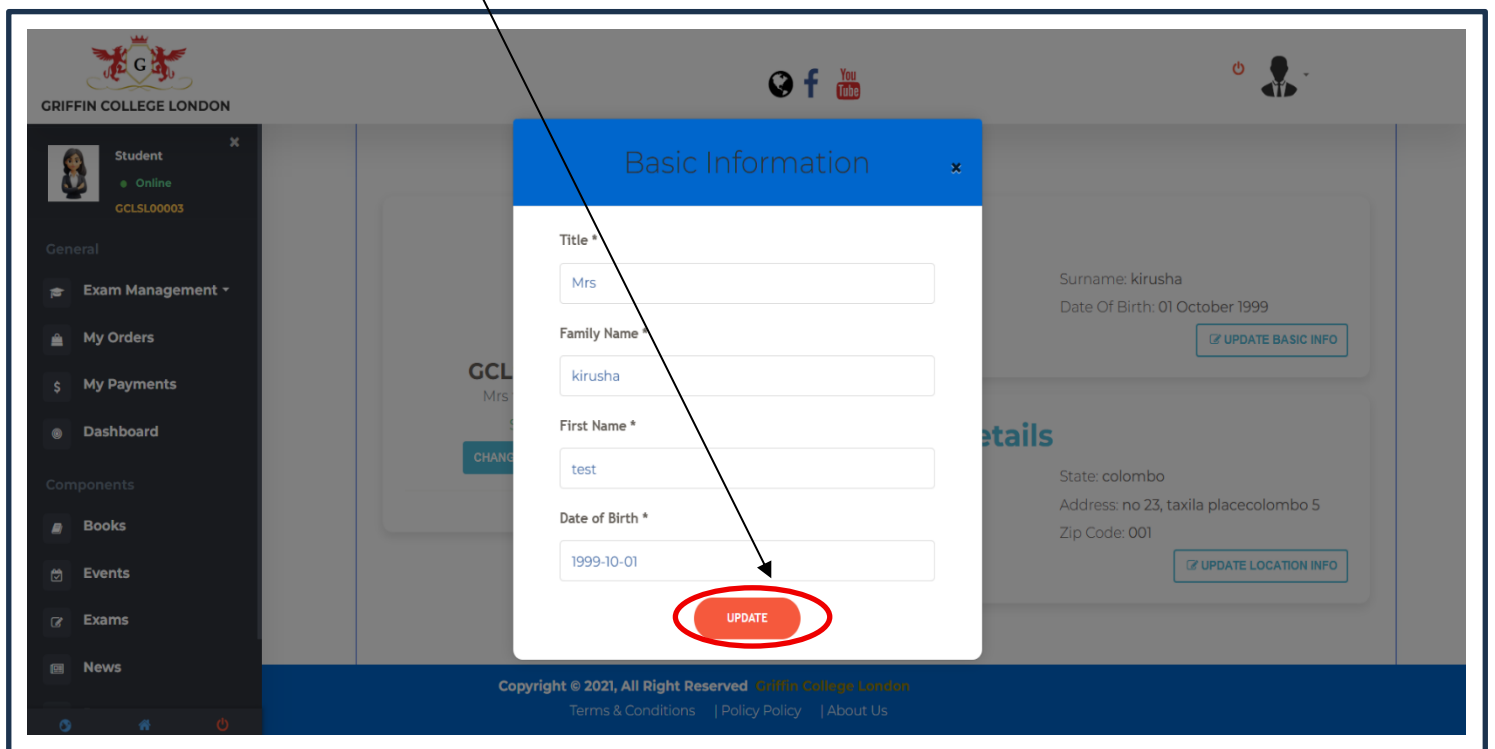 G
GRIFFIN COLLEGE LONDON
You
Tube
Student
Online
GCLSL00003
General
Exam Management
My Orders
$ My Payments
Dashboard
Components
Books
Events
Exams
News
Basic Information
×
Title *
Mrs
Family Name *
kirusha
First Name *
test
Date of Birth *
1999-10-01
UPDATE
GCL
Mrs
CHANG
Surname: kirusha
Date Of Birth: 01 October 1999
UPDATE BASIC INFO
etails
State: colombo
Address: no 23, taxila placecolombo 5
Zip Code: 001
UPDATE LOCATION INFO
Copyright © 2021, All Right Reserved Griffin College London
Terms & Conditions | Policy Policy | About Us